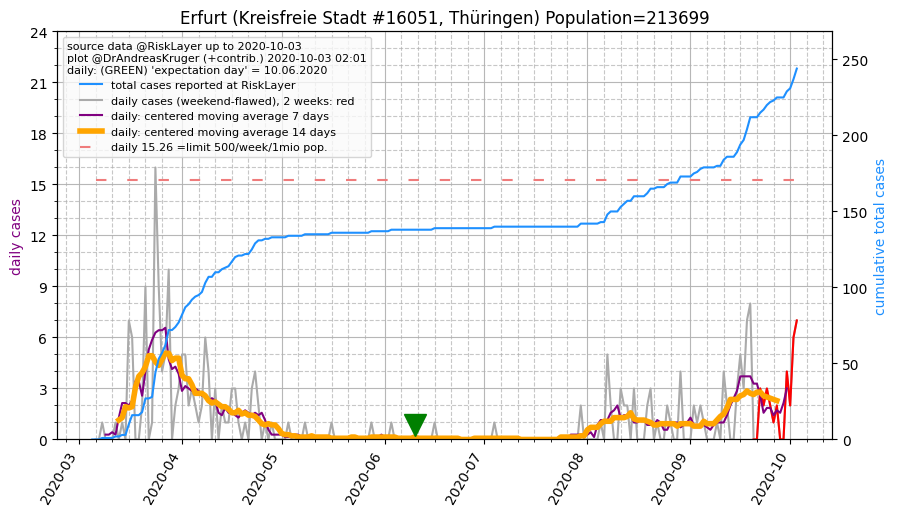 Erfurt (Kreisfreie Stadt #16051, Thüringen) Population=213699
source data @RiskLayer up to 2020-10-03
plot @DrAndreasKruger (+contrib.) 2020-10-03 02:01
daily: (GREEN) 'expectation day' = 10.06.2020
total cases reported at RiskLayer
daily cases (weekend-flawed), 2 weeks: red
daily: centered moving average 7 days
daily: centered moving average 14 days
daily 15.26 =limit 500/week/1mio pop.
daily cases
24
21
18
15
12
9
6
3
0
cumulative total cases
250
200
150
100
50
0
2020-03
2020-04
2020-05
2020-06
2020-07
2020-08
2020-09
2020-10